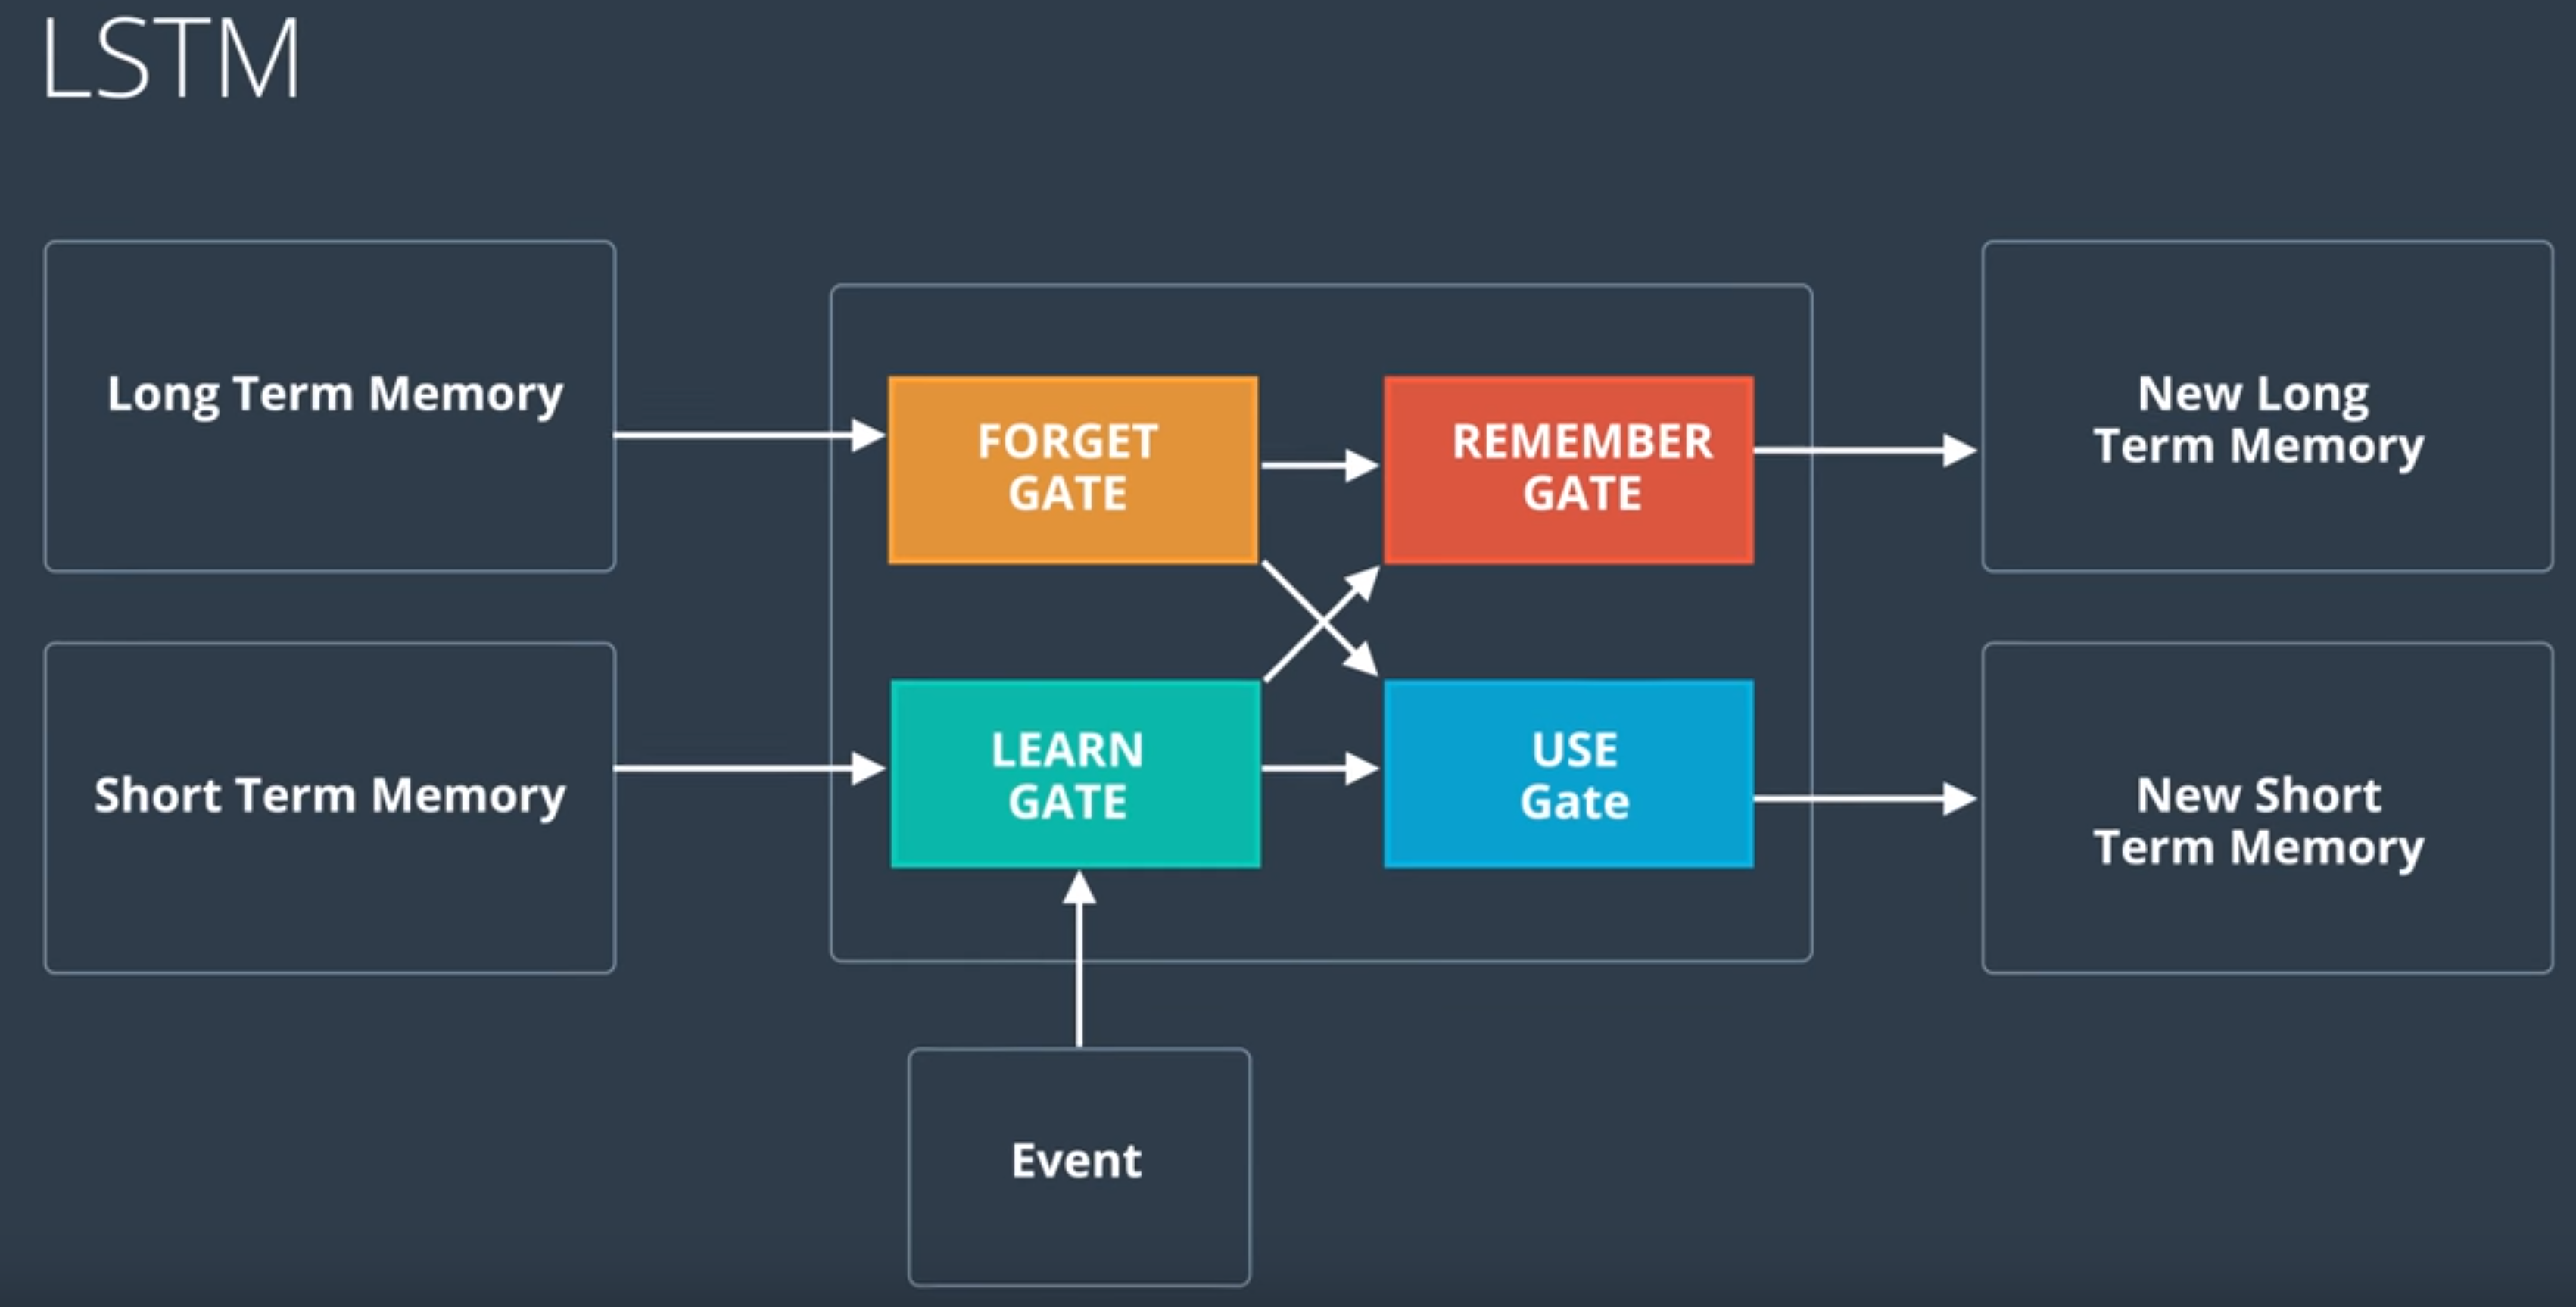 LSTM
Long Term Memory
FORGET
GATE
REMEMBER
GATE
New Long
Term Memory
Short Term Memory
LEARN
GATE
USE
Gate
New Short
Term Memory
Event